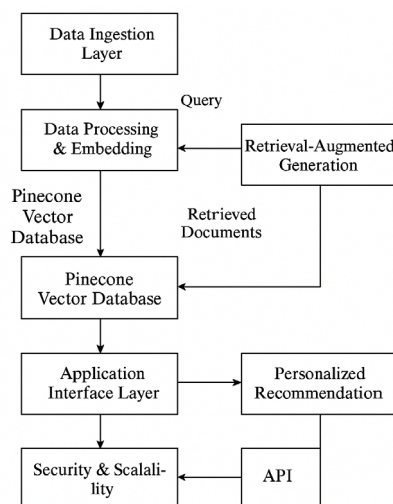 Data Ingestion
Layer
Query
Data Processing
& Embedding
Retrieval-Augmented
Generation
Pinecone
Vector
Database
Retrieved
Documents
Pinecone
Vector Database
Application
Interface Layer
Personalized
Recommendation
Security & Scalali-
lity
API